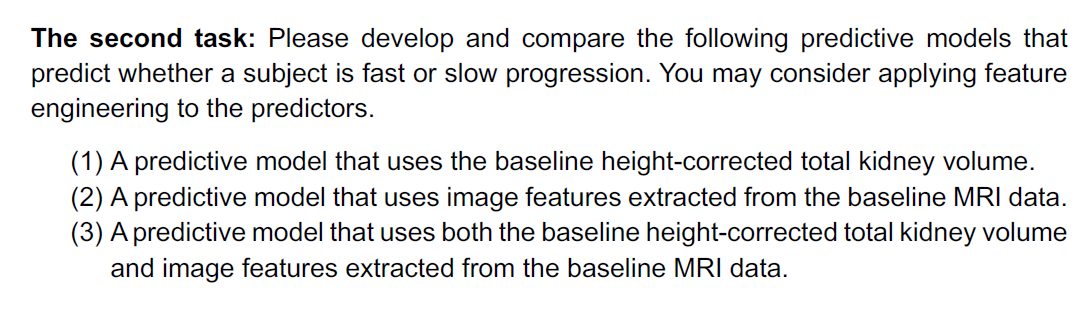 The second task: Please develop and compare the following predictive models that
predict whether a subject is fast or slow progression. You may consider applying feature
engineering to the predictors.
(1) A predictive model that uses the baseline height-corrected total kidney volume.
(2) A predictive model that uses image features extracted from the baseline MRI data.
(3) A predictive model that uses both the baseline height-corrected total kidney volume
and image features extracted from the baseline MRI data.